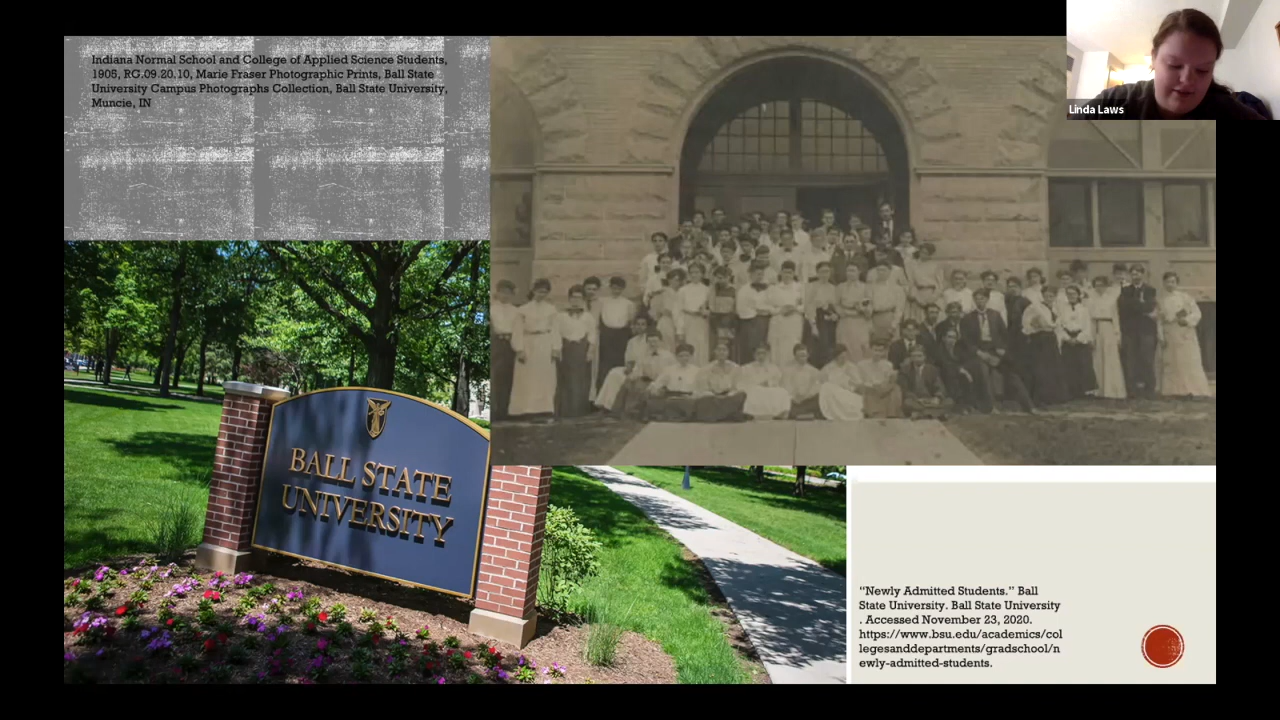 Indiana Normal School and College of Applied Science Students,
1905, RG.09.20.10, Marie Fraser Photographic Prints, Ball State
University Campus Photographs Collection, Ball State University,
Muncie, IN
Linda Laws
BALL STATE
UNIVERSITY
"Newly Admitted Students." Ball
State University. Ball State University
. Accessed November 23, 2020.
https://www.bsu.edu/academics/col
legesanddepartments/gradschool/n
ewly-admitted-students.